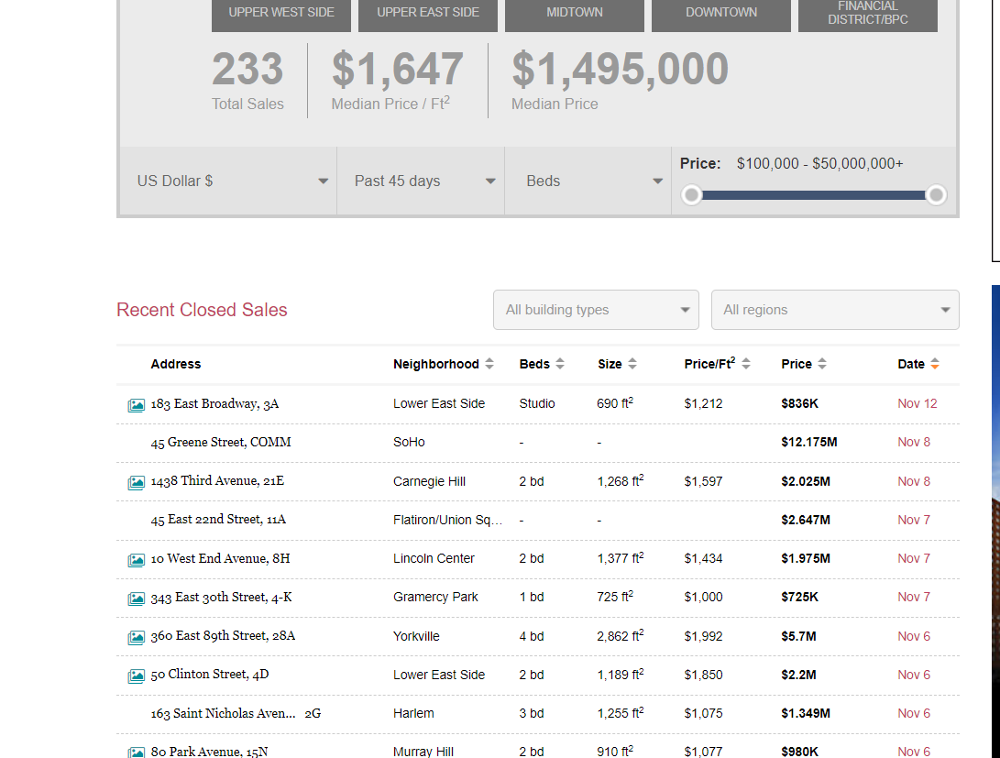 UPPER WEST SIDE UPPER EAST SIDE MIDTOWN DOWNTOWN FINANCIAL DISTRICT/BPC
233 $1,647 $1,495,000
Total Sales Median Price / Ft² Median Price
US Dollar $ Past 45 days Beds Price: $100,000 - $50,000,000+
Recent Closed Sales All building types All regions
Address Neighborhood Beds Size Price/Ft² Price Date
183 East Broadway, 3A Lower East Side Studio 690 ft² $1,212 $836K Nov 12
45 Greene Street, COMM SoHo - - $12.175M Nov 8
1438 Third Avenue, 21E Carnegie Hill 2 bd 1,268 ft² $1,597 $2.025M Nov 8
45 East 22nd Street, 11A Flatiron/Union Sq... - - $2.647M Nov 7
10 West End Avenue, 8H Lincoln Center 2 bd 1,377 ft² $1,434 $1.975M Nov 7
343 East 30th Street, 4-K Gramercy Park 1 bd 725 ft² $1,000 $725K Nov 7
360 East 89th Street, 28A Yorkville 4 bd 2,862 ft² $1,992 $5.7M Nov 6
50 Clinton Street, 4D Lower East Side 2 bd 1,189 ft² $1,850 $2.2M Nov 6
163 Saint Nicholas Aven... 2G Harlem 3 bd 1,255 ft² $1,075 $1.349M Nov 6
80 Park Avenue, 15N Murray Hill 2 bd 910 ft² $1,077 $980K Nov 6